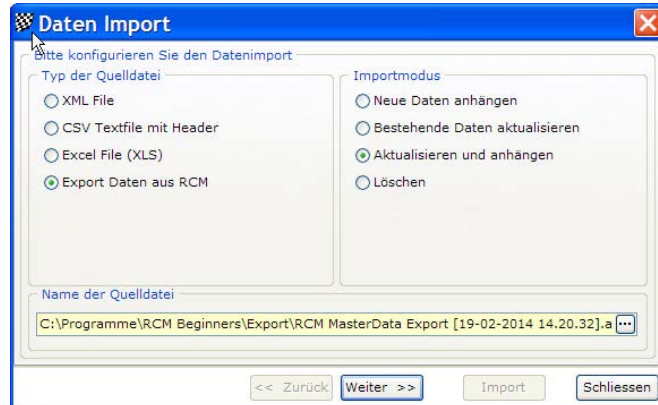 Daten Import
Bitte konfigurieren Sie den Datenimport
Typ der Quelldatei
XML File
CSV Textfile mit Header
Excel File (XLS)
Export Daten aus RCM
Importmodus
Neue Daten anhängen
Bestehende Daten aktualisieren
Aktualisieren und anhängen
Löschen
Name der Quelldatei
C:\Programme\RCM Beginners\Export\RCM MasterData Export [19-02-2014 14.20.32].a ...
<< Zurück Weiter >> Import Schliessen